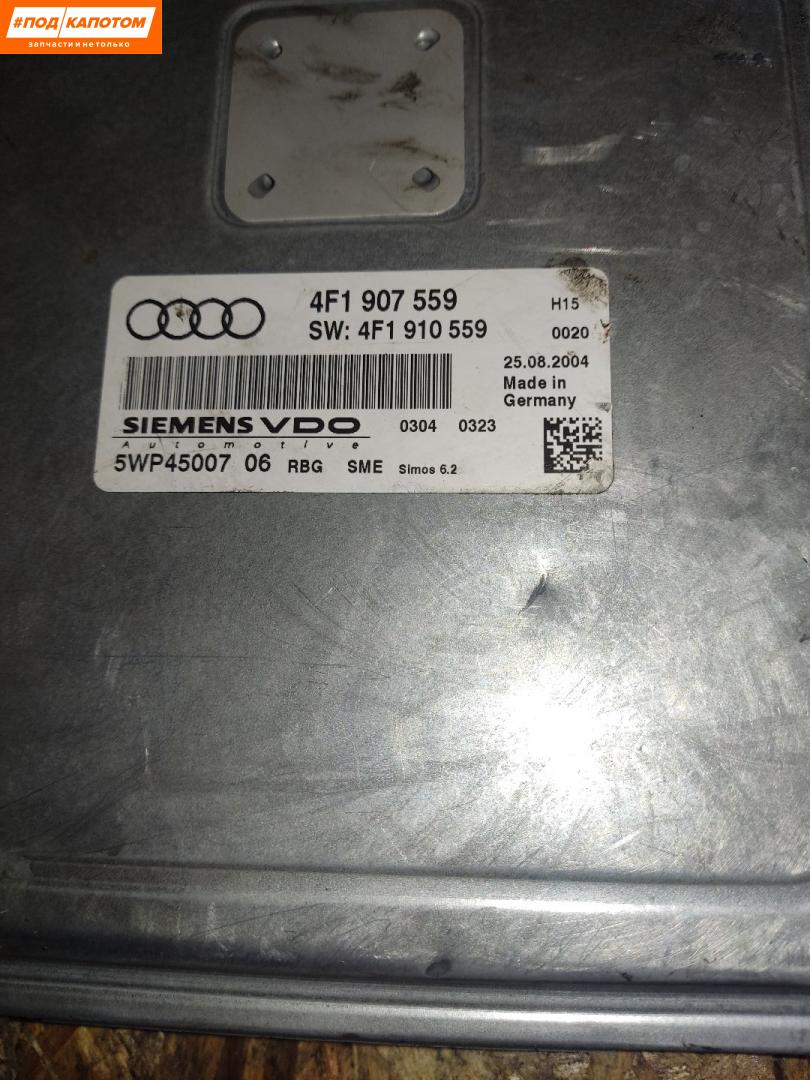 #ПОД КАПОТОМ
запчасти и не только
4F1 907 559 H15
SW: 4F1 910 559 0020
25.08.2004
Made in
Germany
SIEMENS VDO 0304 0323
Automotive
5WP45007 06 RBG SME Simos 6.2